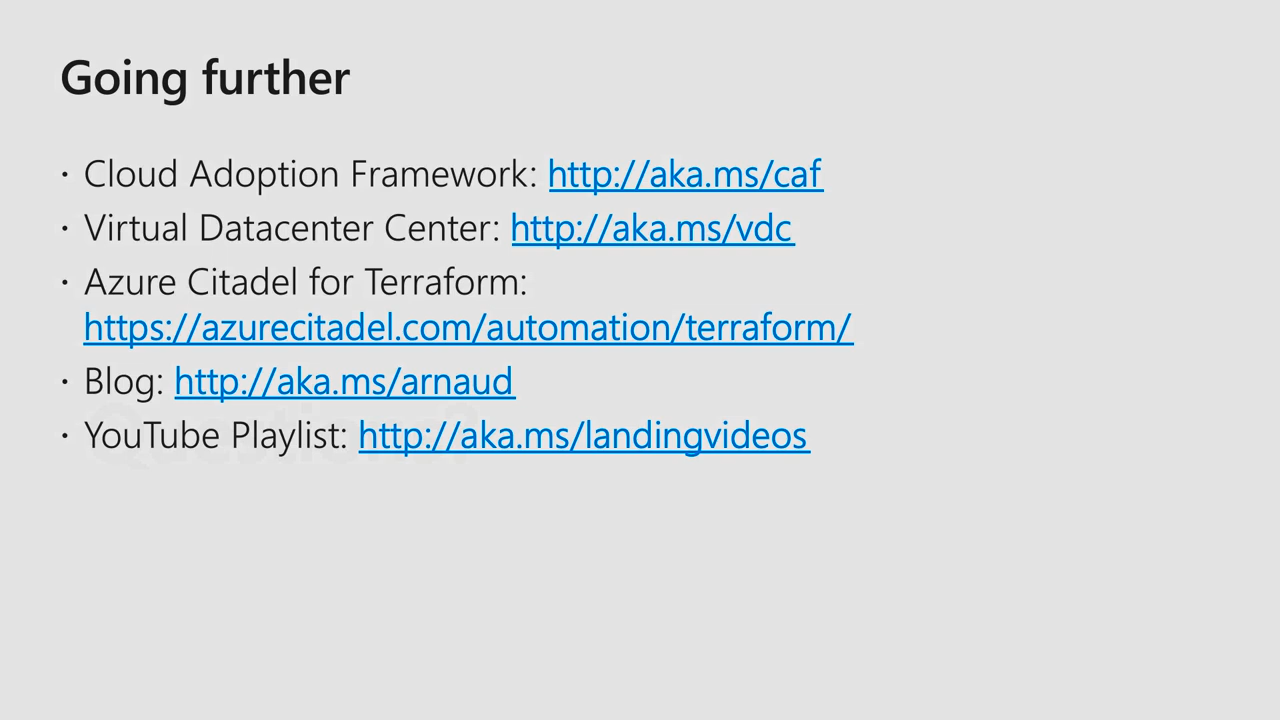 Going further
· Cloud Adoption Framework: http://aka.ms/caf
· Virtual Datacenter Center: http://aka.ms/vdc
· Azure Citadel for Terraform:
https://azurecitadel.com/automation/terraform/
· Blog: http://aka.ms/arnaud
· YouTube Playlist: http://aka.ms/landingvideos
Questions?